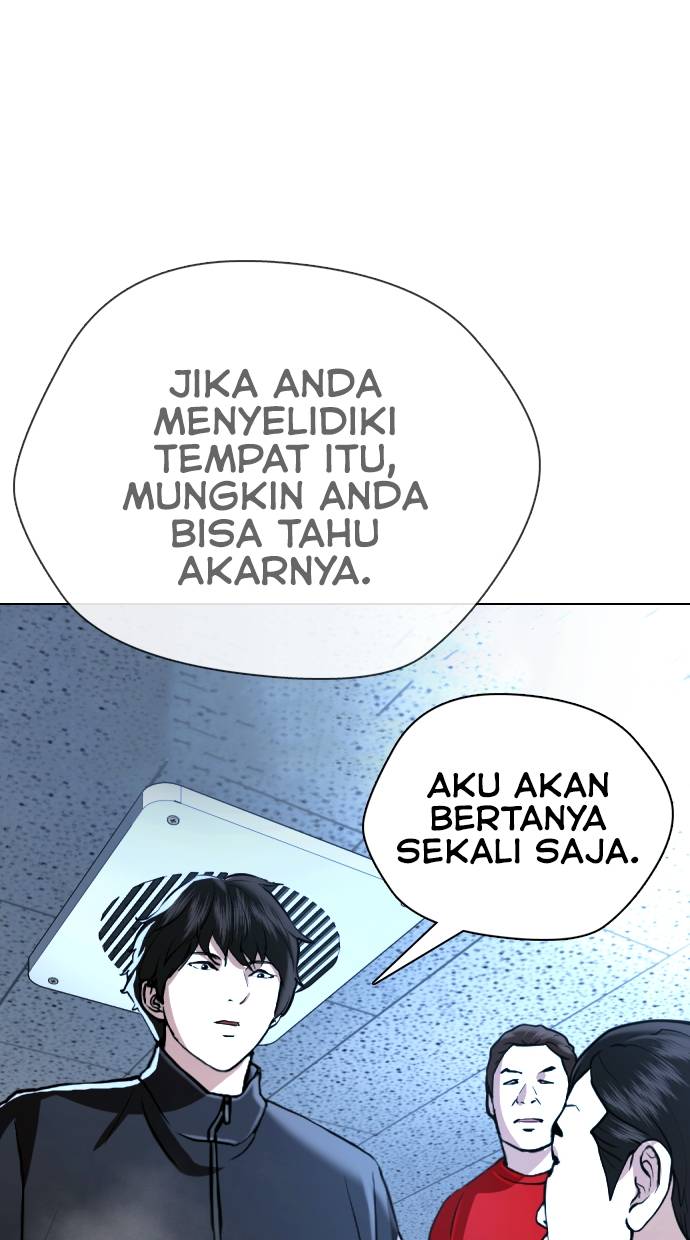 JIKA ANDA
MENYELIDIKI
TEMPAT ITU,
MUNGKIN ANDA
BISA TAHU
AKARNYA.
AKU AKAN
BERTANYA
SEKALI SAJA.